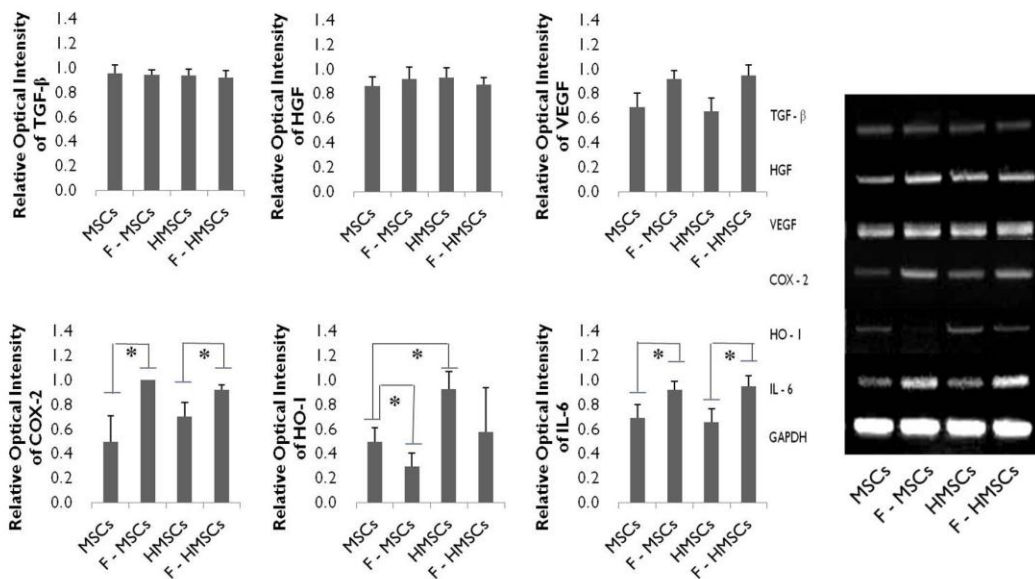 Relative Optical Intensity
of TGF-β
1.4
1.2
1.0
0.8
0.6
0.4
0.2
0.0
MSCs
F - MSCs
HMSCs
F - HMSCs
Relative Optical Intensity
of HGF
1.4
1.2
1.0
0.8
0.6
0.4
0.2
0.0
MSCs
F - MSCs
HMSCs
F - HMSCs
Relative Optical Intensity
of VEGF
1.4
1.2
1.0
0.8
0.6
0.4
0.2
0.0
MSCs
F - MSCs
HMSCs
F - HMSCs
Relative Optical Intensity
of COX-2
1.4
1.2
1.0
0.8
0.6
0.4
0.2
0.0
*
*
MSCs
F - MSCs
HMSCs
F - HMSCs
Relative Optical Intensity
of HO-1
1.4
1.2
1.0
0.8
0.6
0.4
0.2
0.0
*
*
MSCs
F - MSCs
HMSCs
F - HMSCs
Relative Optical Intensity
of IL-6
1.4
1.2
1.0
0.8
0.6
0.4
0.2
0.0
*
*
MSCs
F - MSCs
HMSCs
F - HMSCs
TGF - β
HGF
VEGF
COX - 2
HO - 1
IL - 6
GAPDH
MSCs
F - MSCs
HMSCs
F - HMSCs